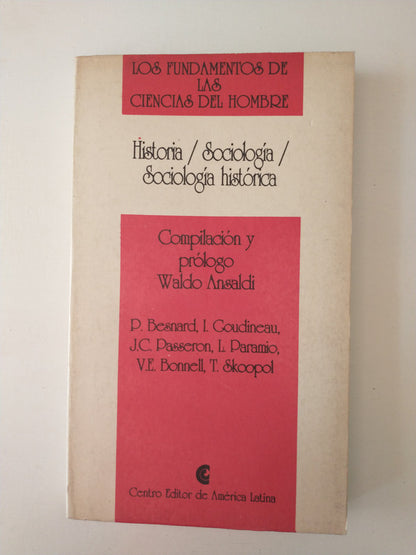 LOS FUNDAMENTOS DE
LAS
CIENCIAS DEL HOMBRE
Historia / Sociología /
Sociología histórica
Compilación y
prólogo
Waldo Ansaldi
P. Besnard, I. Goudineau,
J.C. Passeron, L. Paramio,
V.E. Bonnell, T. Skoopol
Centro Editor de América Latina